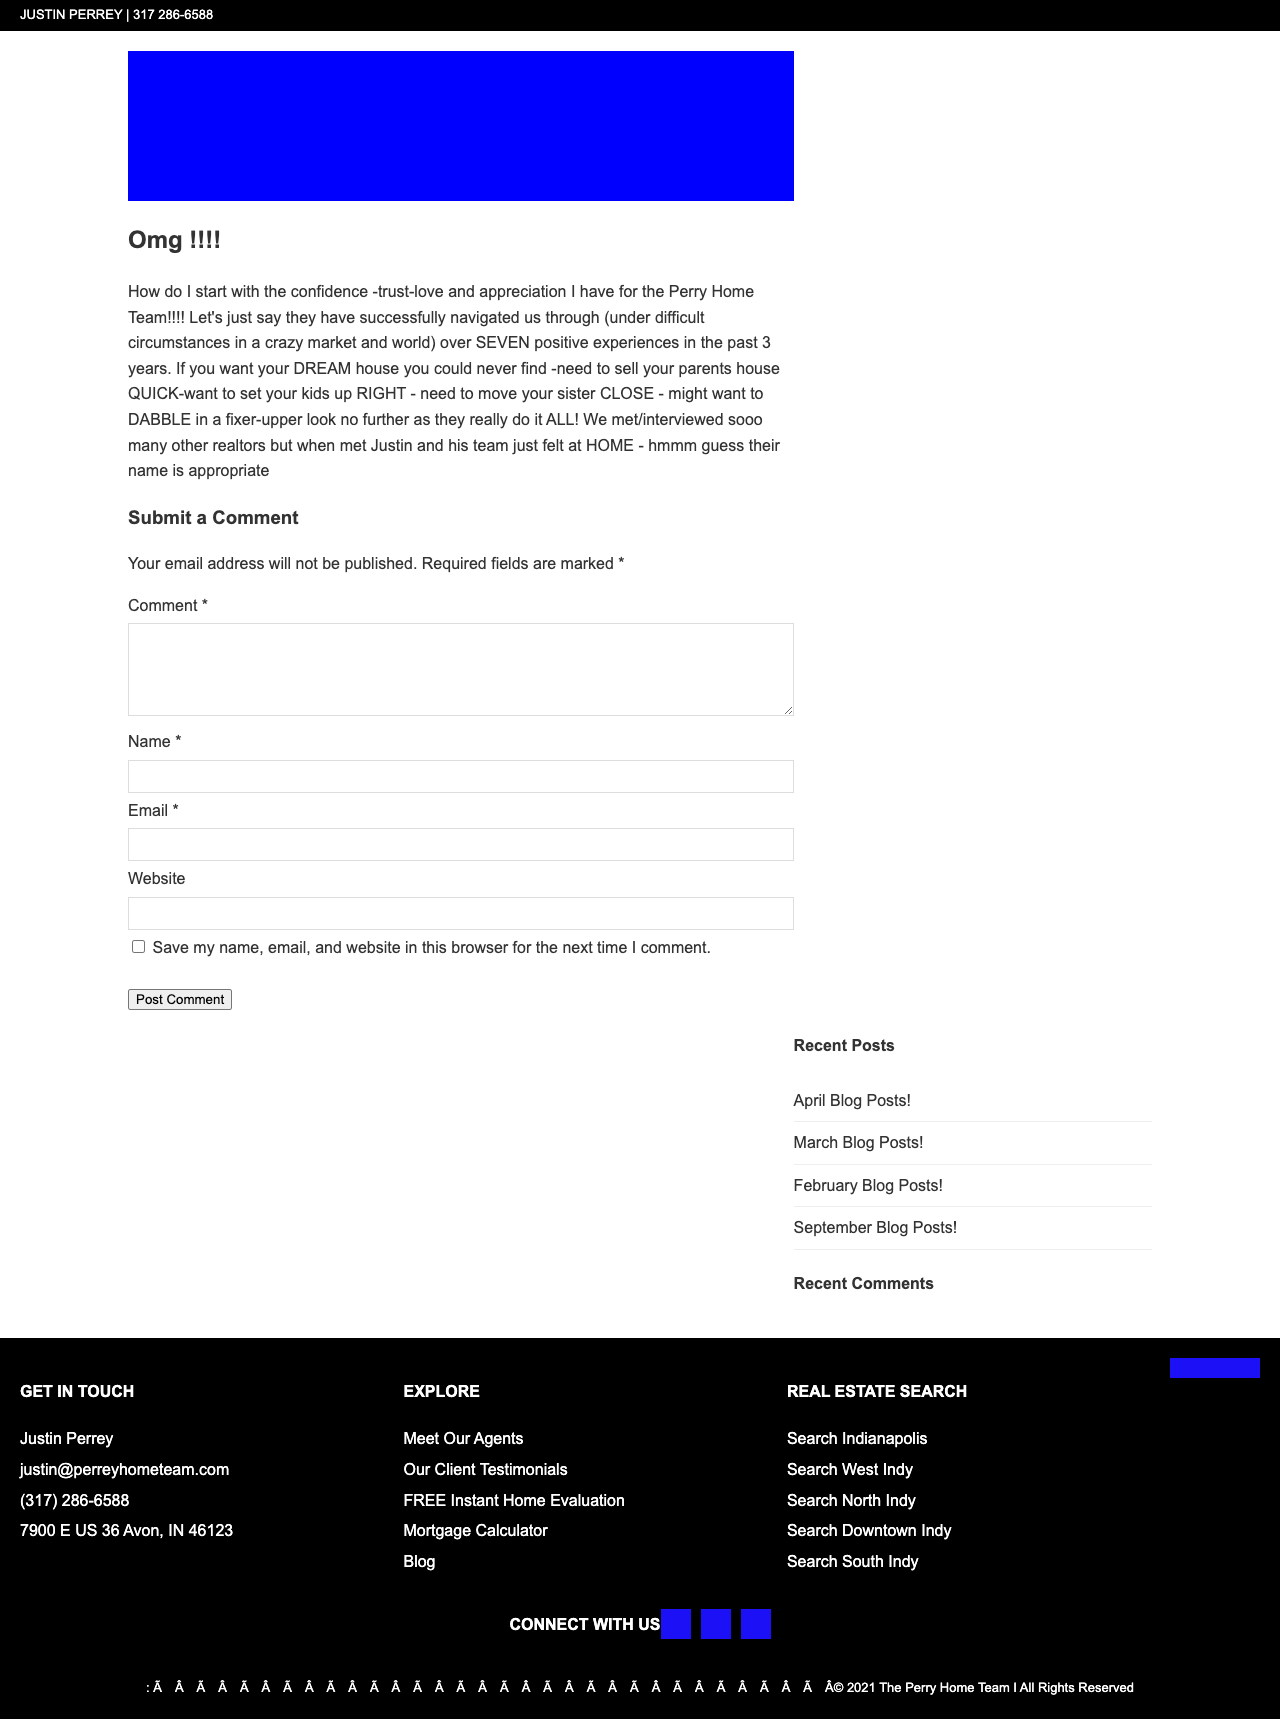 JUSTIN PERREY | 317 286-6588
Omg !!!!
How do I start with the confidence -trust-love and appreciation I have for the Perry Home
Team!!!! Let's just say they have successfully navigated us through (under difficult
circumstances in a crazy market and world) over SEVEN positive experiences in the past 3
years. If you want your DREAM house you could never find -need to sell your parents house
QUICK-want to set your kids up RIGHT - need to move your sister CLOSE - might want to
DABBLE in a fixer-upper look no further as they really do it ALL! We met/interviewed sooo
many other realtors but when met Justin and his team just felt at HOME - hmmm guess their
name is appropriate
Submit a Comment
Your email address will not be published. Required fields are marked *
Comment *
Name *
Email *
Website
Save my name, email, and website in this browser for the next time I comment.
Post Comment
Recent Posts
April Blog Posts!
March Blog Posts!
February Blog Posts!
September Blog Posts!
Recent Comments
GET IN TOUCH
Justin Perrey
justin@perreyhometeam.com
(317) 286-6588
7900 E US 36 Avon, IN 46123
EXPLORE
Meet Our Agents
Our Client Testimonials
FREE Instant Home Evaluation
Mortgage Calculator
Blog
REAL ESTATE SEARCH
Search Indianapolis
Search West Indy
Search North Indy
Search Downtown Indy
Search South Indy
CONNECT WITH US
: Ã Â Ã Â Ã Â Ã Â Ã Â Ã Â Ã Â Ã Â Ã Â Ã Â Ã Â Ã Â Ã Â Ã Â Ã Â Ã Â© 2021 The Perry Home Team I All Rights Reserved